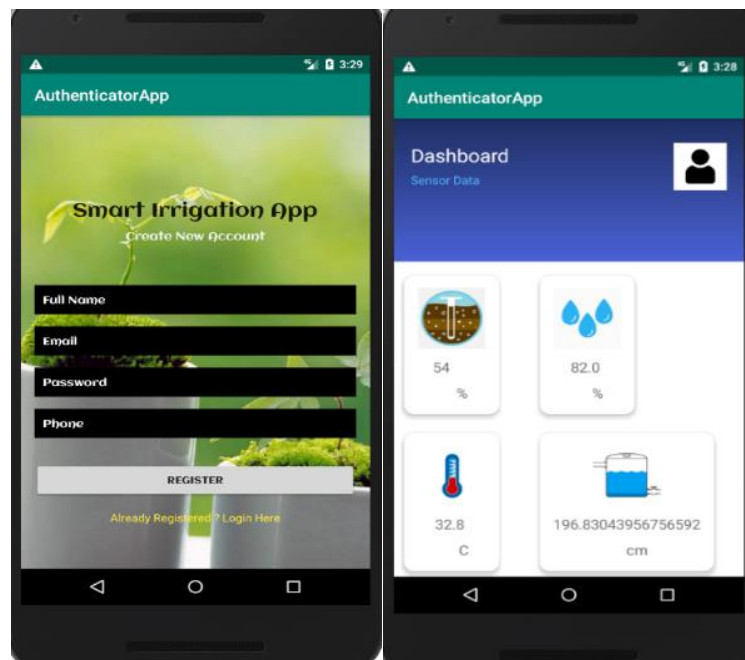 3:29
AuthenticatorApp
Smart Irrigation App
Create New Account
Full Name
Email
Password
Phone
REGISTER
Already Registered ? Login Here
3:28
AuthenticatorApp
Dashboard
Sensor Data
54
%
82.0
%
32.8
C
196.83043956756592
cm